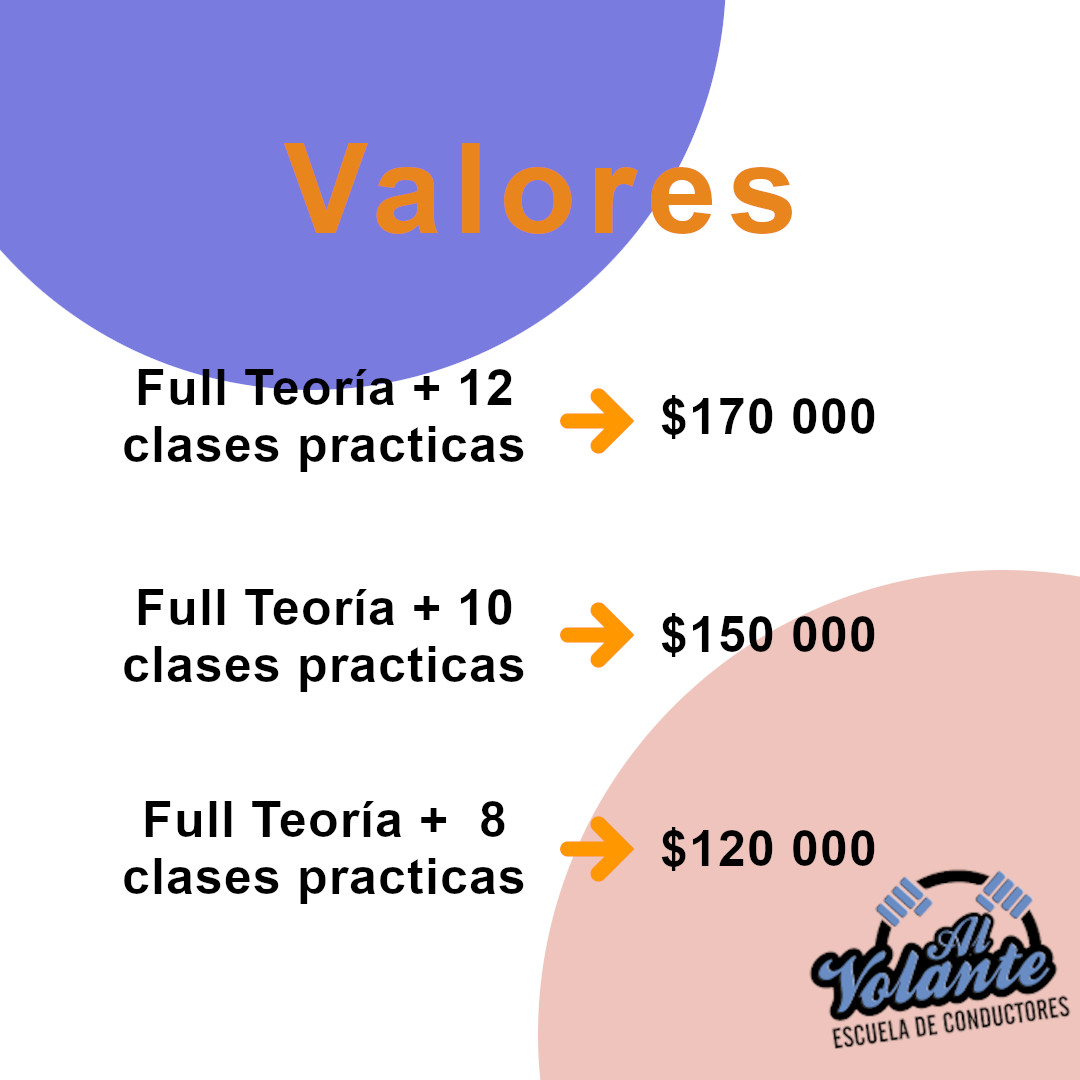 Valores
Full Teoría + 12
clases practicas
$170 000
Full Teoría + 10
clases practicas
$150 000
Full Teoría +  8
clases practicas
$120 000
Al
Volante
ESCUELA DE CONDUCTORES